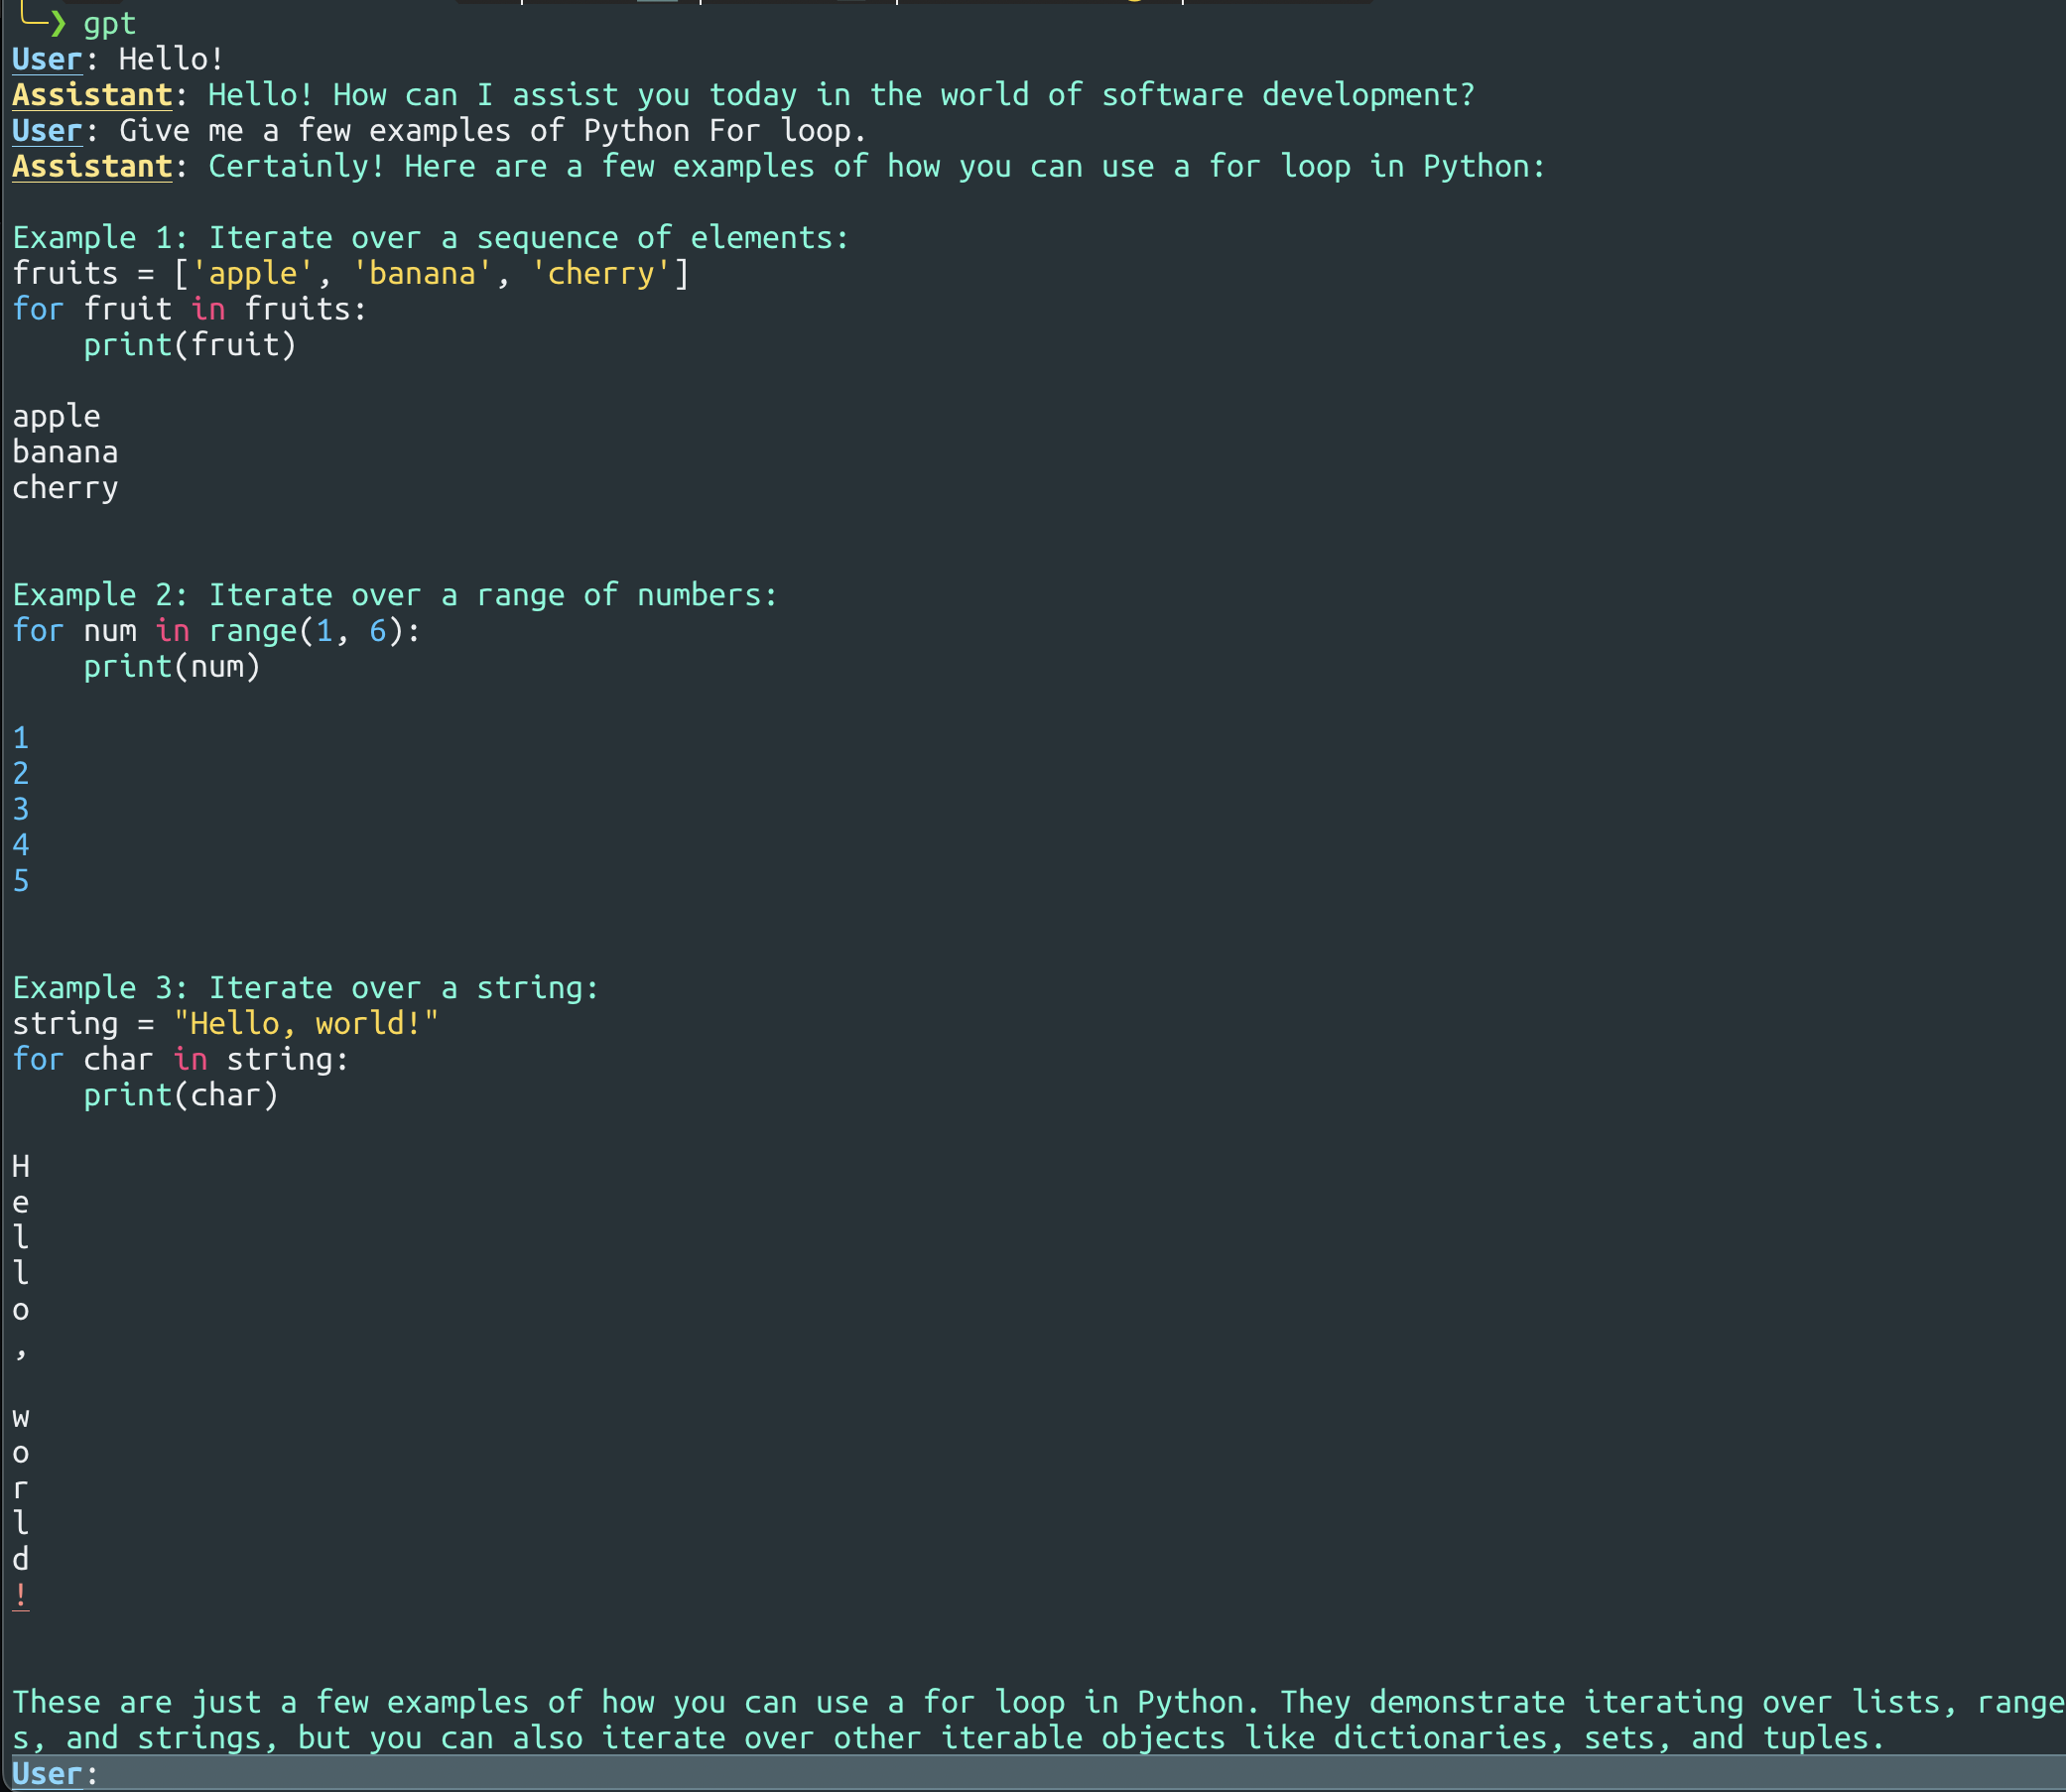 ❯ gpt
User: Hello!
Assistant: Hello! How can I assist you today in the world of software development?
User: Give me a few examples of Python For loop.
Assistant: Certainly! Here are a few examples of how you can use a for loop in Python:

Example 1: Iterate over a sequence of elements:
fruits = ['apple', 'banana', 'cherry']
for fruit in fruits:
    print(fruit)

apple
banana
cherry


Example 2: Iterate over a range of numbers:
for num in range(1, 6):
    print(num)

1
2
3
4
5


Example 3: Iterate over a string:
string = "Hello, world!"
for char in string:
    print(char)

H
e
l
l
o
,

w
o
r
l
d
!


These are just a few examples of how you can use a for loop in Python. They demonstrate iterating over lists, range
s, and strings, but you can also iterate over other iterable objects like dictionaries, sets, and tuples.
User: